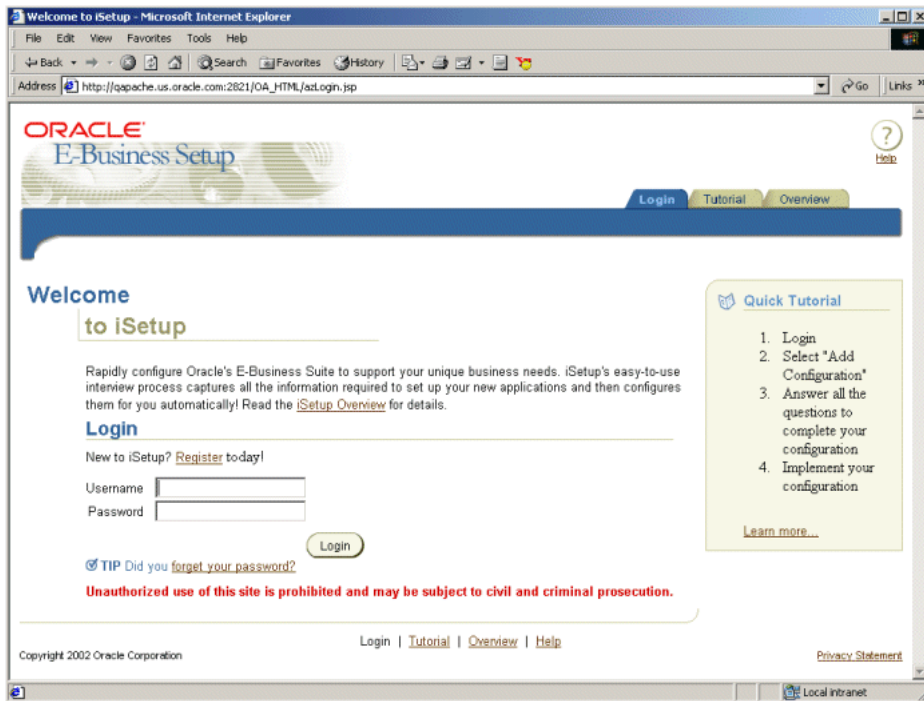 Welcome to iSetup - Microsoft Internet Explorer
File Edit View Favorites Tools Help
Back Search Favorites History
Address http://qapache.us.oracle.com:2821/OA_HTML/azLogin.jsp Go Links »
ORACLE
E-Business Setup
? Help
Login Tutorial Overview
Welcome
to iSetup
Rapidly configure Oracle's E-Business Suite to support your unique business needs. iSetup's easy-to-use
interview process captures all the information required to set up your new applications and then configures
them for you automatically! Read the iSetup Overview for details.
Login
New to iSetup? Register today!
Username
Password
Login
TIP Did you forget your password?
Unauthorized use of this site is prohibited and may be subject to civil and criminal prosecution.
Quick Tutorial
1. Login
2. Select "Add
Configuration"
3. Answer all the
questions to
complete your
configuration
4. Implement your
configuration
Learn more...
Login | Tutorial | Overview | Help
Copyright 2002 Oracle Corporation
Privacy Statement
Local intranet